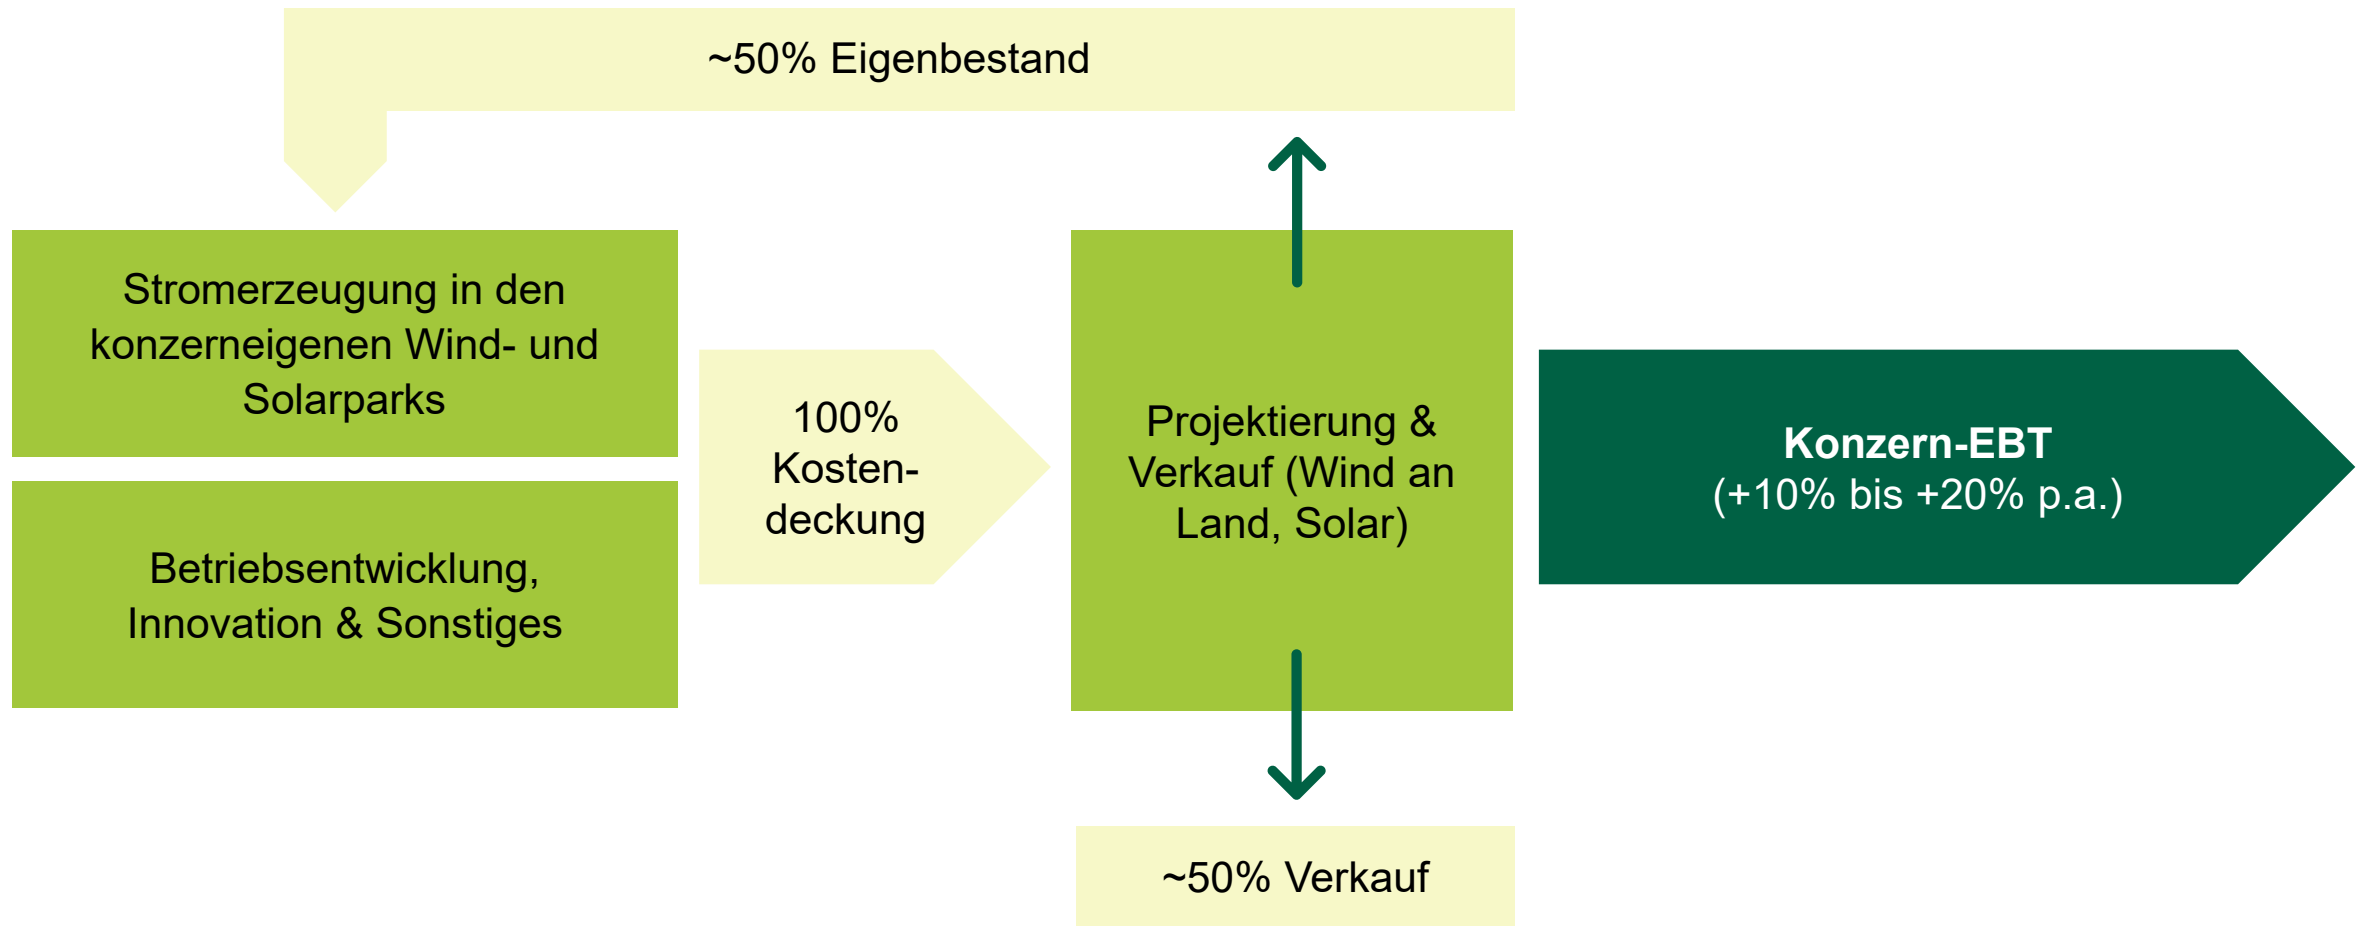 ~50% Eigenbestand
Stromerzeugung in den
konzerneigenen Wind- und
Solarparks
Betriebsentwicklung,
Innovation & Sonstiges
100%
Kosten-
deckung
Projektierung &
Verkauf (Wind an
Land, Solar)
Konzern-EBT
(+10% bis +20% p.a.)
~50% Verkauf